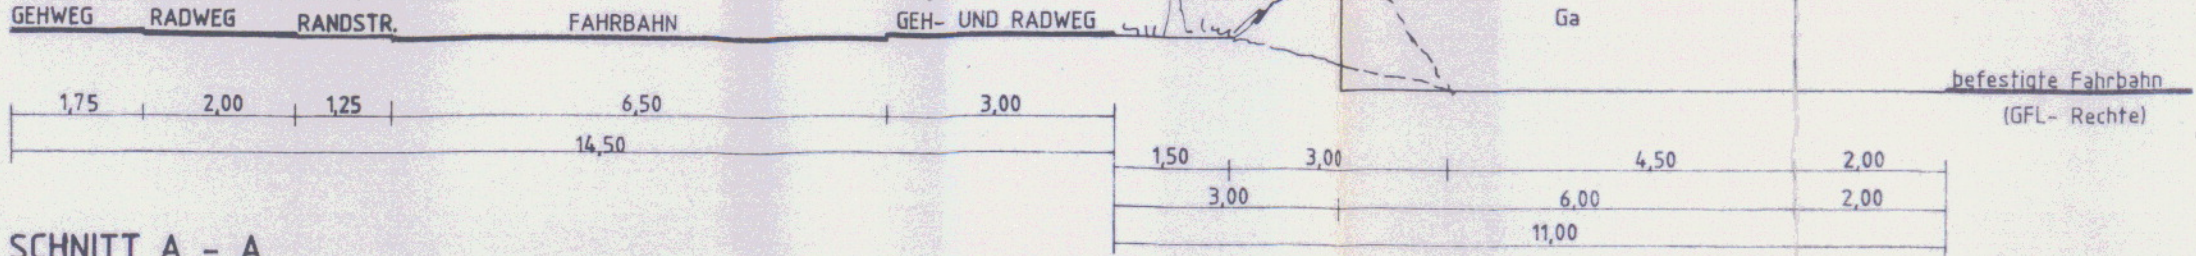 GEHWEG RADWEG RANDSTR. FAHRBAHN GEH- UND RADWEG Ga
befestigte Fahrbahn
(GFL- Rechte)
1,75 2,00 1,25 6,50 3,00
14,50
1,50 3,00 4,50 2,00
3,00 6,00 2,00
11,00
SCHNITT A - A